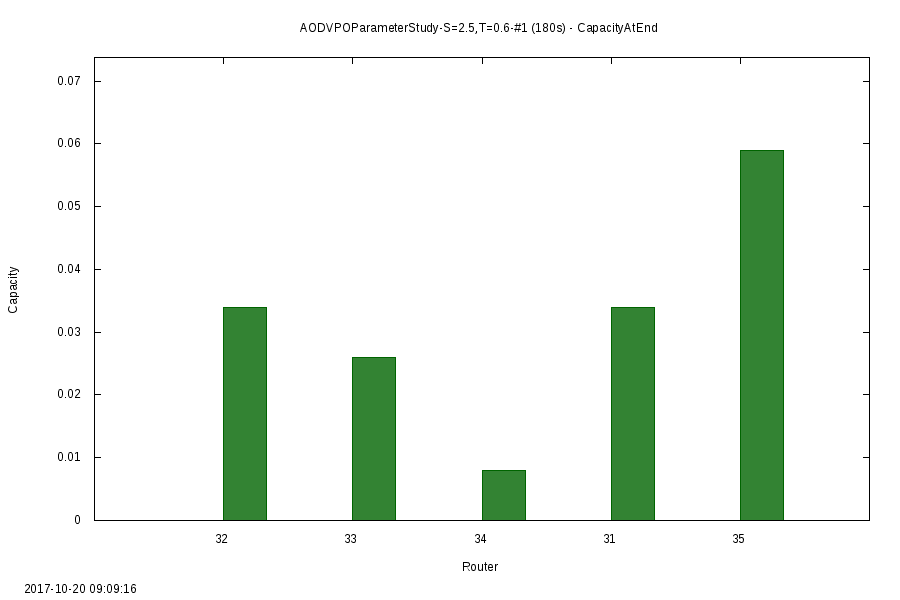 AODVPOParameterStudy-S=2.5,T=0.6-#1 (180s) - CapacityAtEnd
0.07
0.06
0.05
0.04
0.03
0.02
0.01
0
Capacity
32 33 34 31 35
Router
2017-10-20 09:09:16